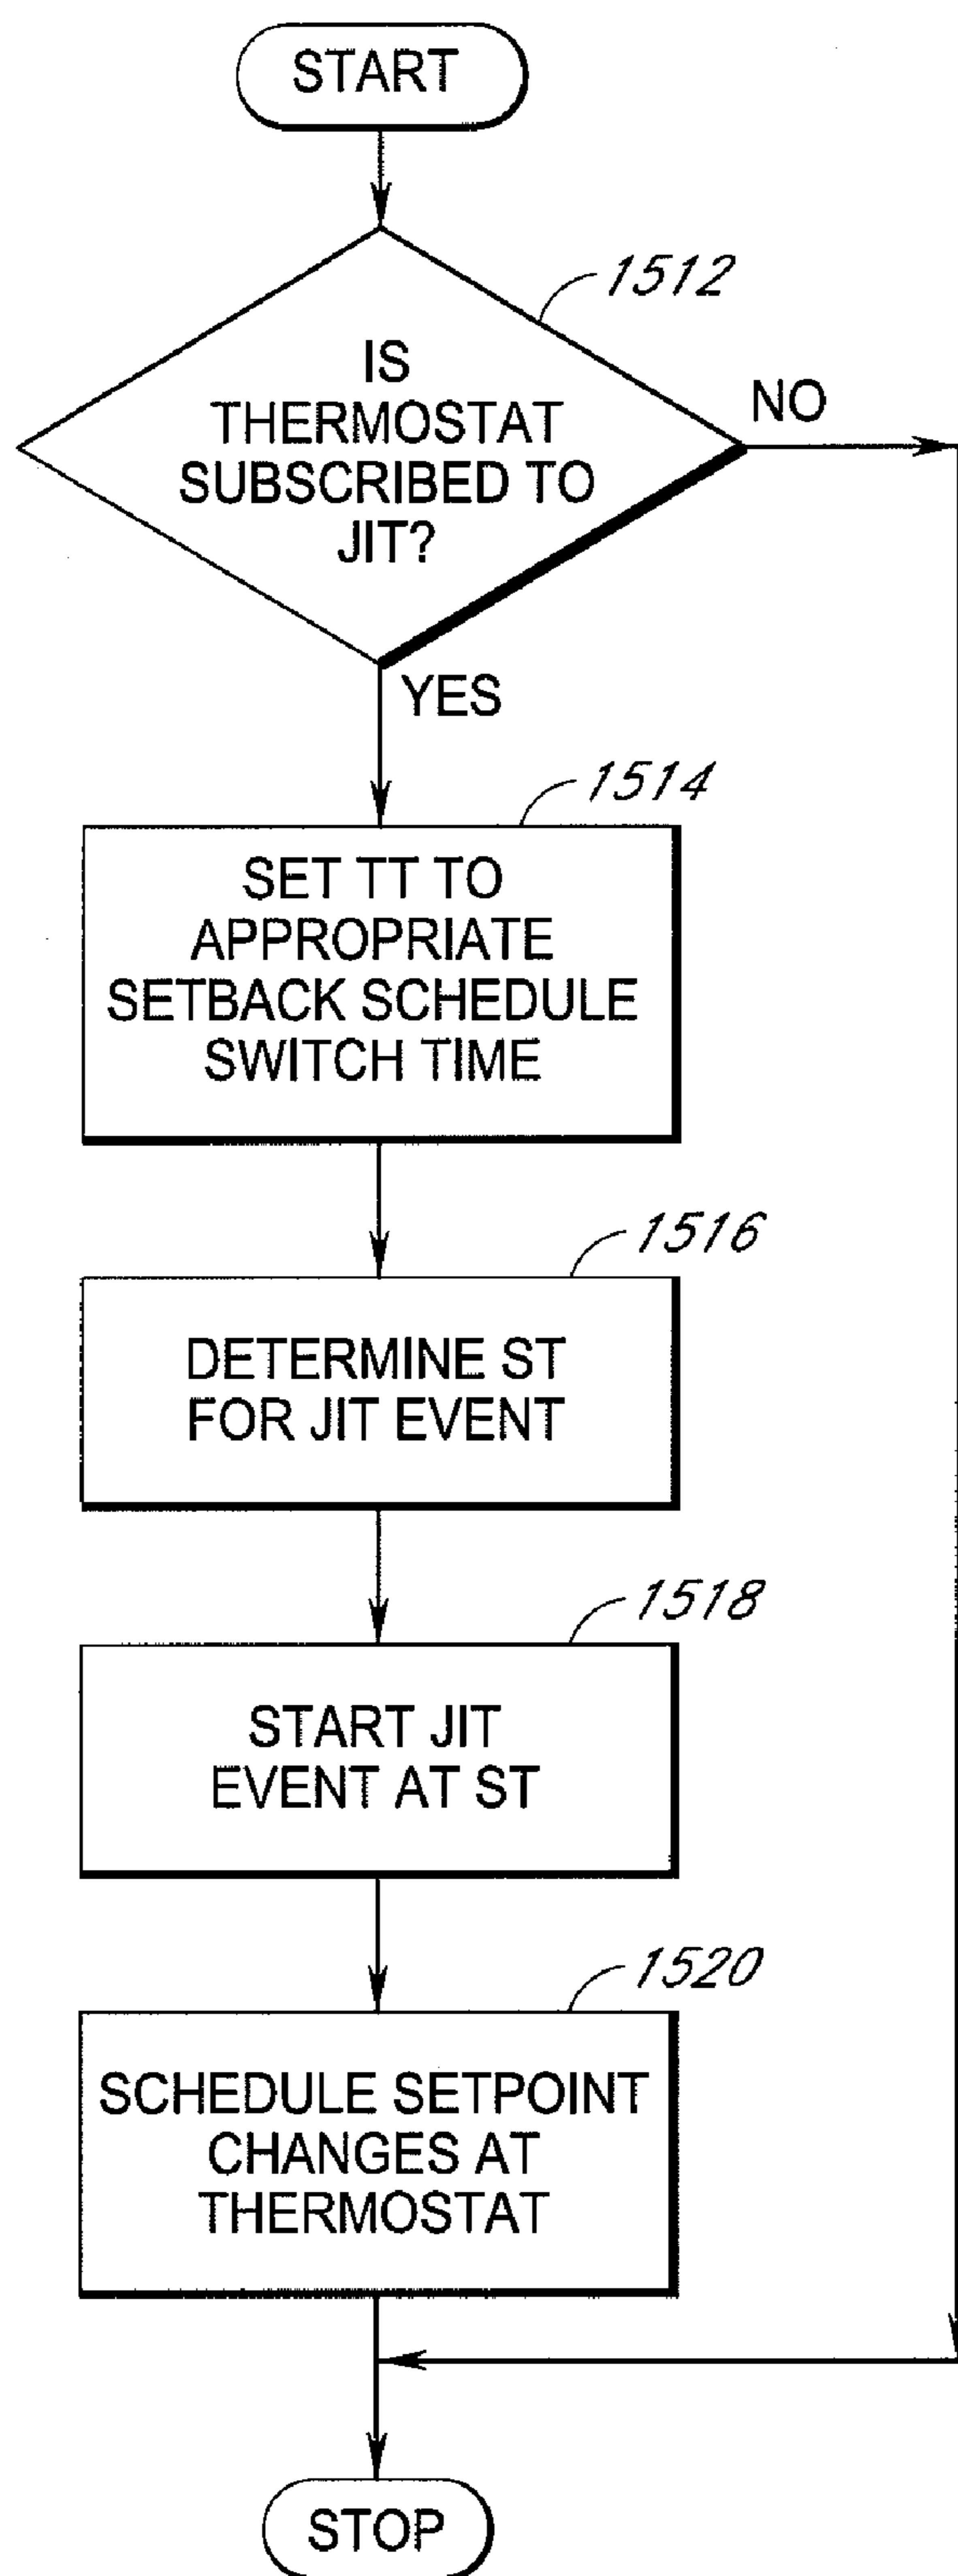 START
1512
IS
THERMOSTAT
SUBSCRIBED TO
JIT?
NO
YES
1514
SET TT TO
APPROPRIATE
SETBACK SCHEDULE
SWITCH TIME
1516
DETERMINE ST
FOR JIT EVENT
1518
START JIT
EVENT AT ST
1520
SCHEDULE SETPOINT
CHANGES AT
THERMOSTAT
STOP